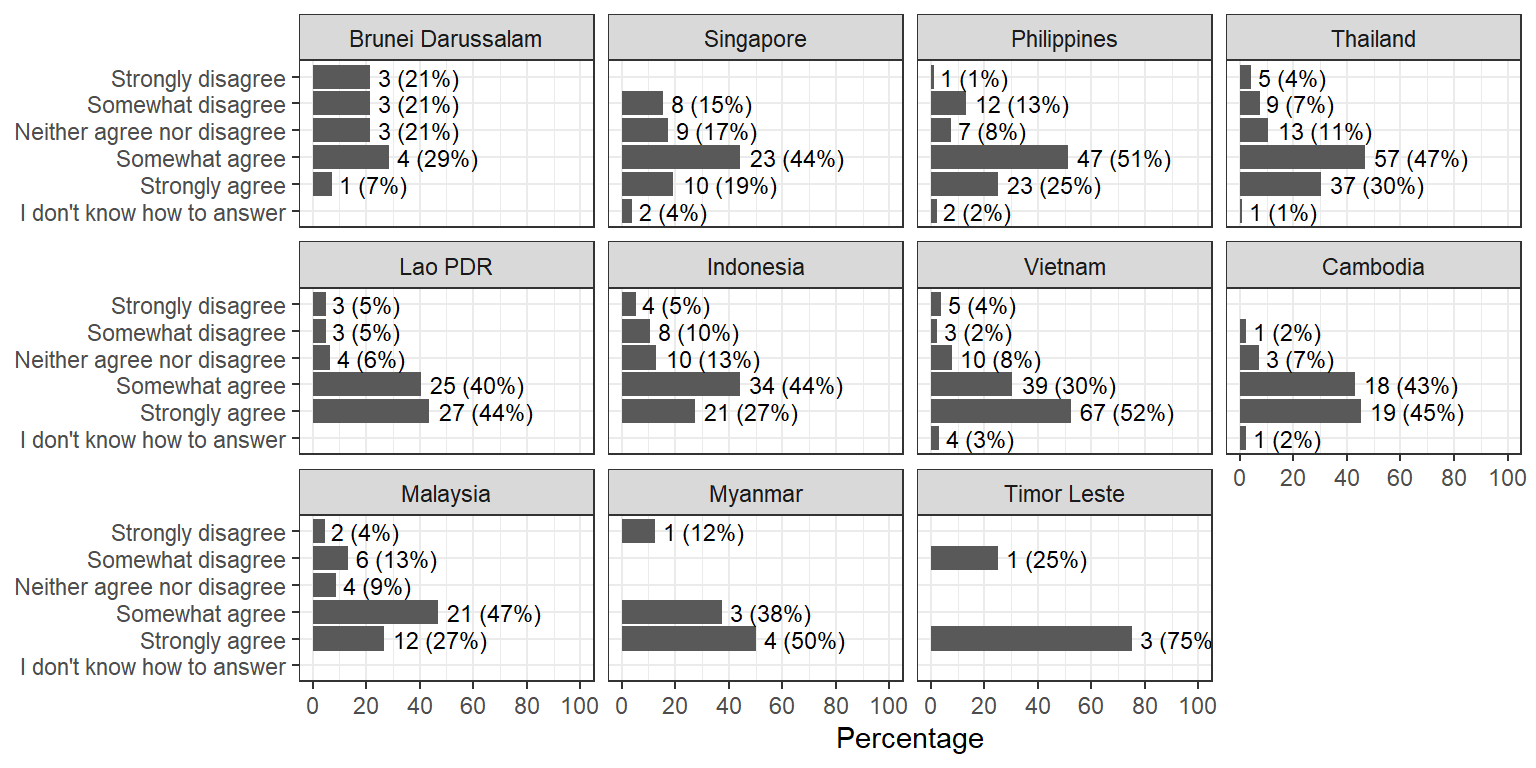 Brunei Darussalam Singapore Philippines Thailand
Strongly disagree 3 (21%) 1 (1%) 5 (4%)
Somewhat disagree 3 (21%) 8 (15%) 12 (13%) 9 (7%)
Neither agree nor disagree 3 (21%) 9 (17%) 7 (8%) 13 (11%)
Somewhat agree 4 (29%) 23 (44%) 47 (51%) 57 (47%)
Strongly agree 1 (7%) 10 (19%) 23 (25%) 37 (30%)
I don't know how to answer 2 (4%) 2 (2%) 1 (1%)
Lao PDR Indonesia Vietnam Cambodia
Strongly disagree 3 (5%) 4 (5%) 5 (4%)
Somewhat disagree 3 (5%) 8 (10%) 3 (2%) 1 (2%)
Neither agree nor disagree 4 (6%) 10 (13%) 10 (8%) 3 (7%)
Somewhat agree 25 (40%) 34 (44%) 39 (30%) 18 (43%)
Strongly agree 27 (44%) 21 (27%) 67 (52%) 19 (45%)
I don't know how to answer 4 (3%) 1 (2%)
0 20 40 60 80 100
Malaysia Myanmar Timor Leste
Strongly disagree 2 (4%) 1 (12%)
Somewhat disagree 6 (13%) 1 (25%)
Neither agree nor disagree 4 (9%)
Somewhat agree 21 (47%) 3 (38%)
Strongly agree 12 (27%) 4 (50%) 3 (75%
I don't know how to answer
0 20 40 60 80 100 0 20 40 60 80 100 0 20 40 60 80 100
Percentage